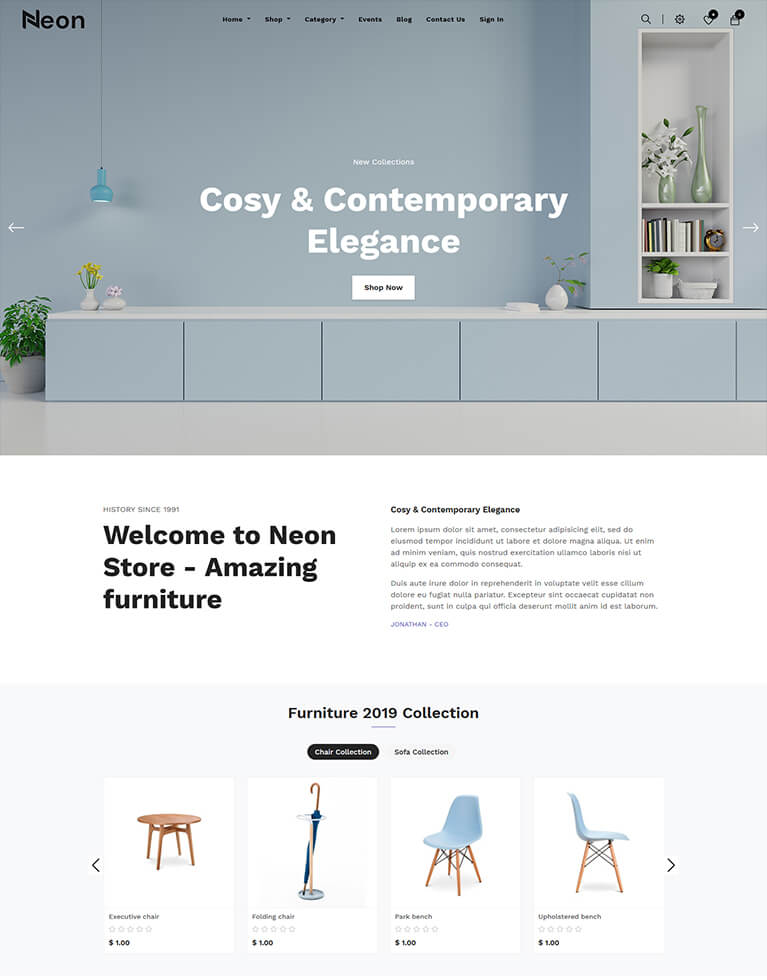 Neon
Home Shop Category Events Blog Contact Us Sign In
0 0
New Collections
Cosy & Contemporary
Elegance
Shop Now
HISTORY SINCE 1991
Welcome to Neon
Store - Amazing
furniture
Cosy & Contemporary Elegance
Lorem ipsum dolor sit amet, consectetur adipisicing elit, sed do
eiusmod tempor incididunt ut labore et dolore magna aliqua. Ut enim
ad minim veniam, quis nostrud exercitation ullamco laboris nisi ut
aliquip ex ea commodo consequat.
Duis aute irure dolor in reprehenderit in voluptate velit esse cillum
dolore eu fugiat nulla pariatur. Excepteur sint occaecat cupidatat non
proident, sunt in culpa qui officia deserunt mollit anim id est laborum.
JONATHAN - CEO
Furniture 2019 Collection
Chair Collection Sofa Collection
Executive chair
$ 1.00
Folding chair
$ 1.00
Park bench
$ 1.00
Upholstered bench
$ 1.00